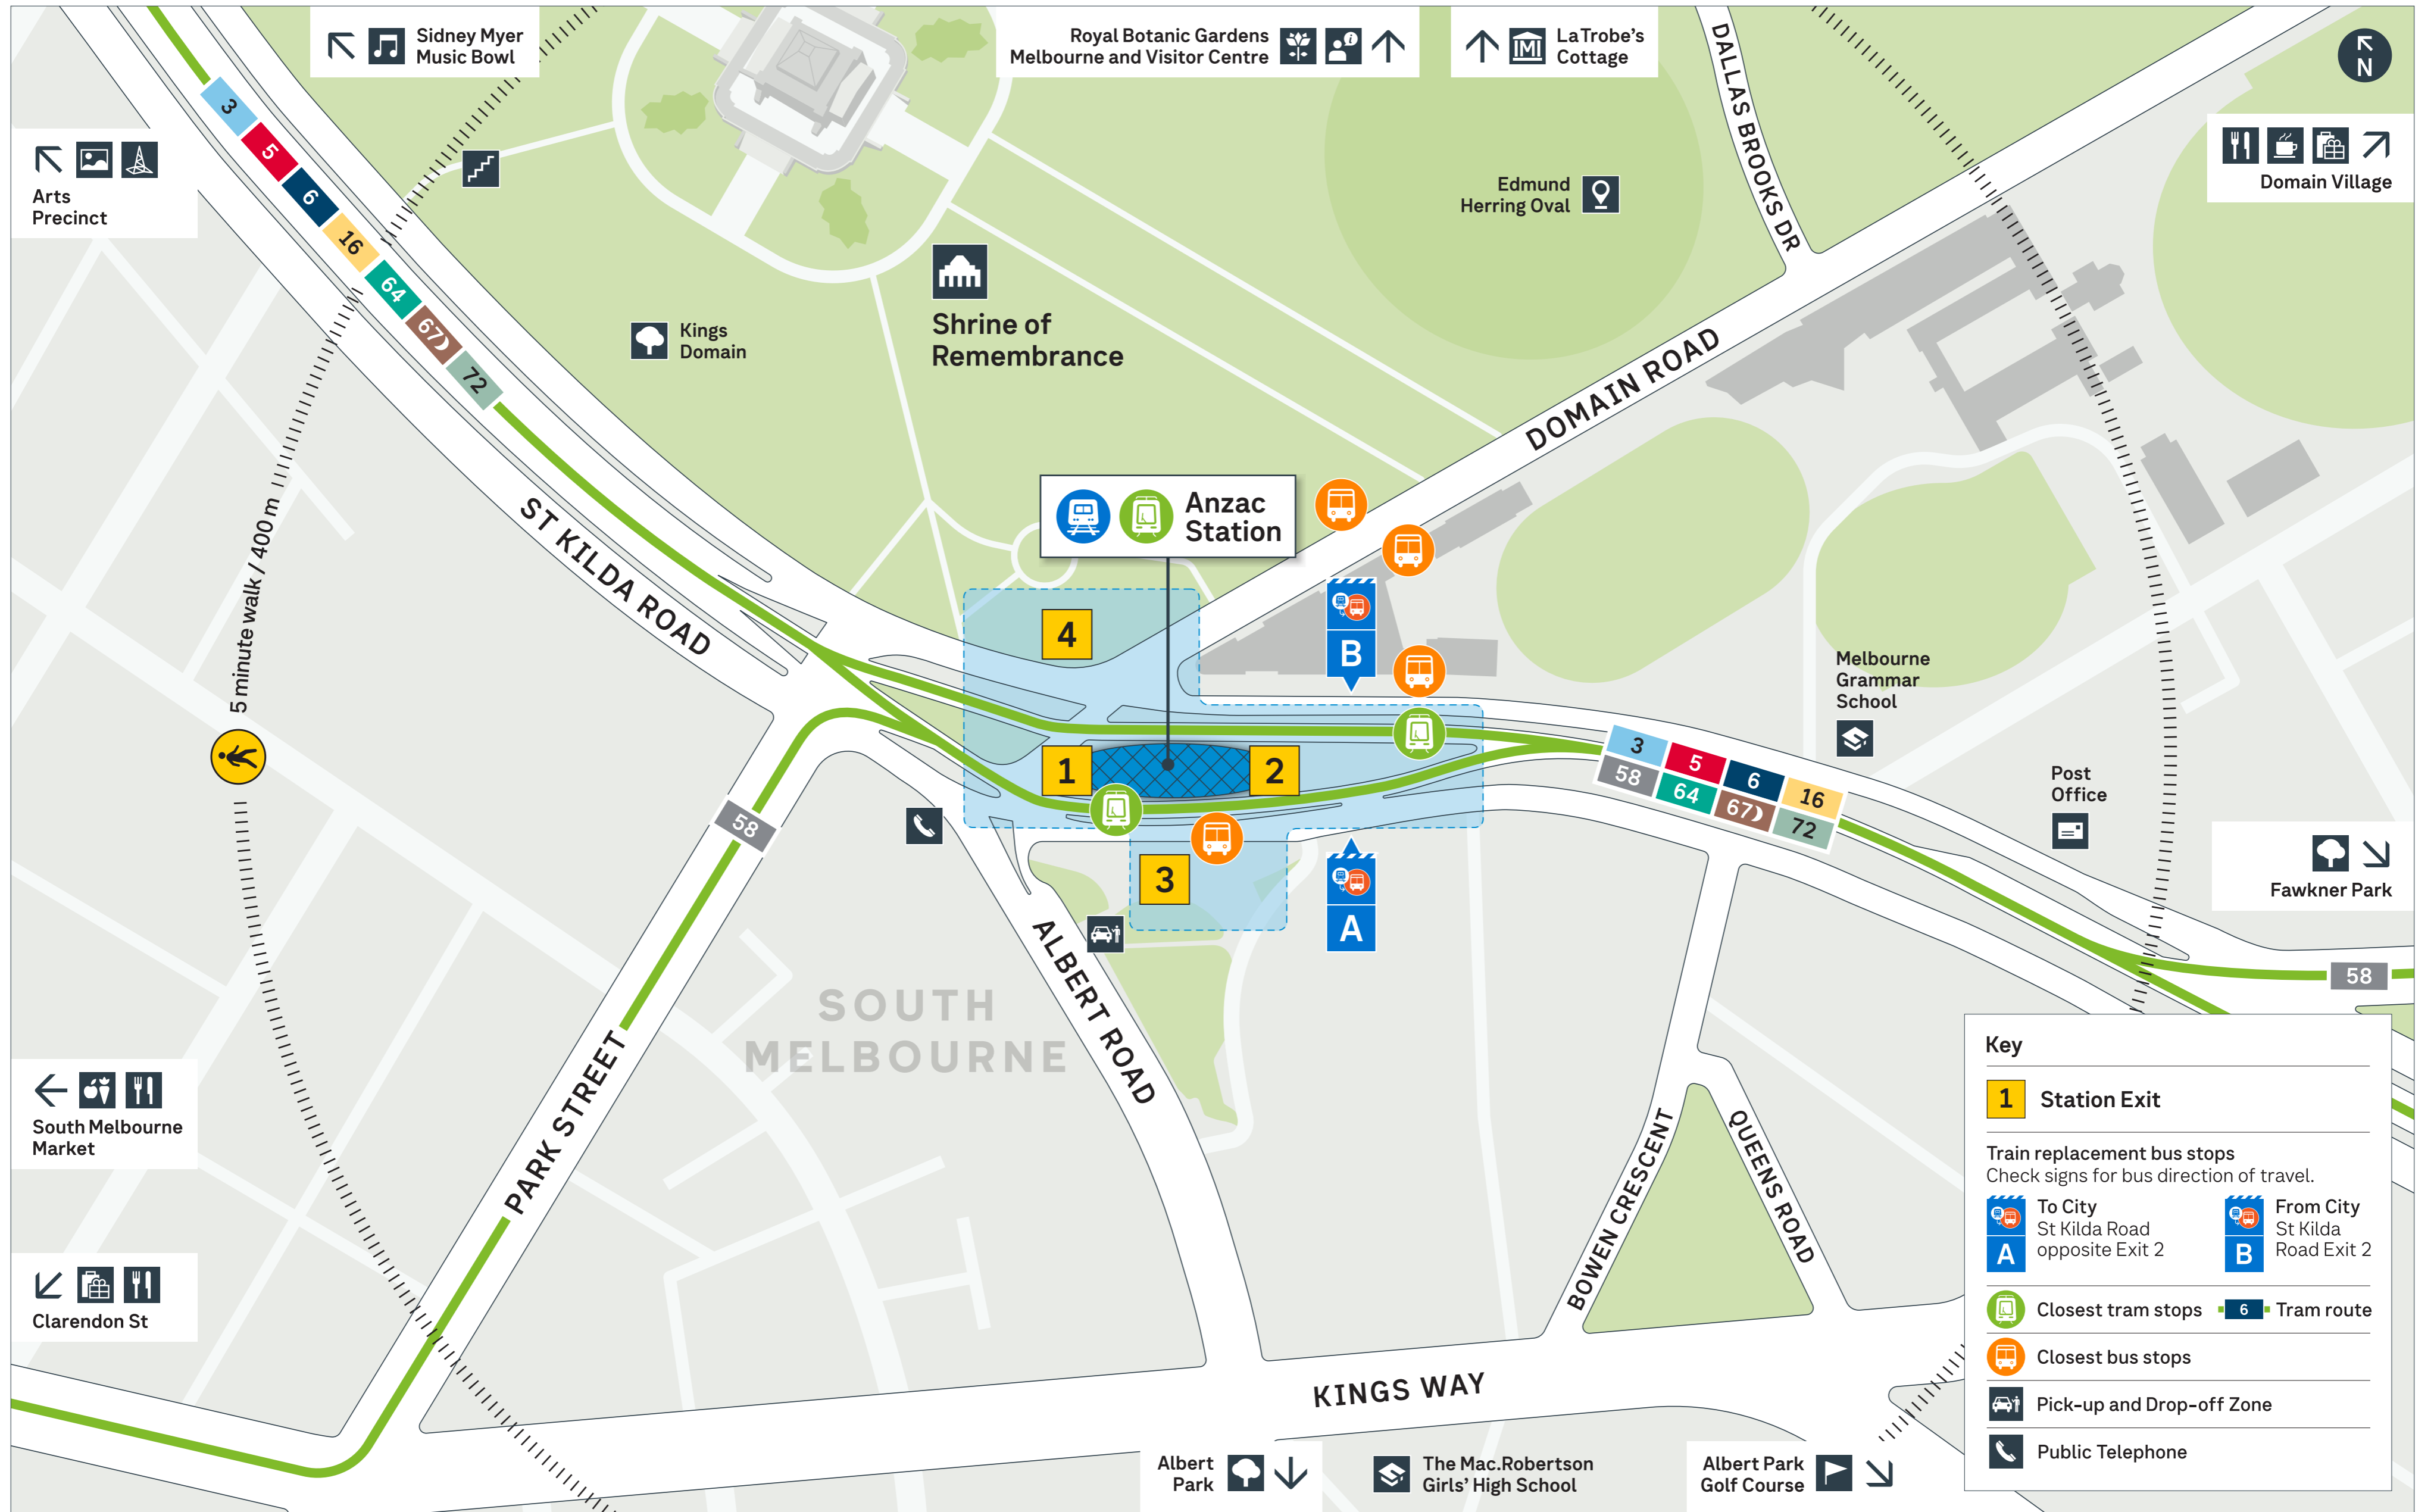 Sidney Myer
Music Bowl
Royal Botanic Gardens
Melbourne and Visitor Centre
i
LaTrobe's
Cottage
DALLAS BROOKS DR
N
Arts
Precinct
Domain Village
3
5
6
16
64
67
72
Edmund
Herring Oval
Kings
Domain
Shrine of
Remembrance
DOMAIN ROAD
ST KILDA ROAD
Anzac
Station
5 minute walk / 400 m
4
B
1
2
3
A
Melbourne
Grammar
School
3
5
6
16
58
64
67
72
Post
Office
Fawkner Park
58
58
ALBERT ROAD
SOUTH
MELBOURNE
PARK STREET
South Melbourne
Market
Clarendon St
BOWEN CRESCENT
QUEENS ROAD
KINGS WAY
Albert
Park
The Mac.Robertson
Girls' High School
Albert Park
Golf Course
Key
1
Station Exit
Train replacement bus stops
Check signs for bus direction of travel.
A
To City
St Kilda Road
opposite Exit 2
B
From City
St Kilda
Road Exit 2
Closest tram stops
6
Tram route
Closest bus stops
Pick-up and Drop-off Zone
Public Telephone